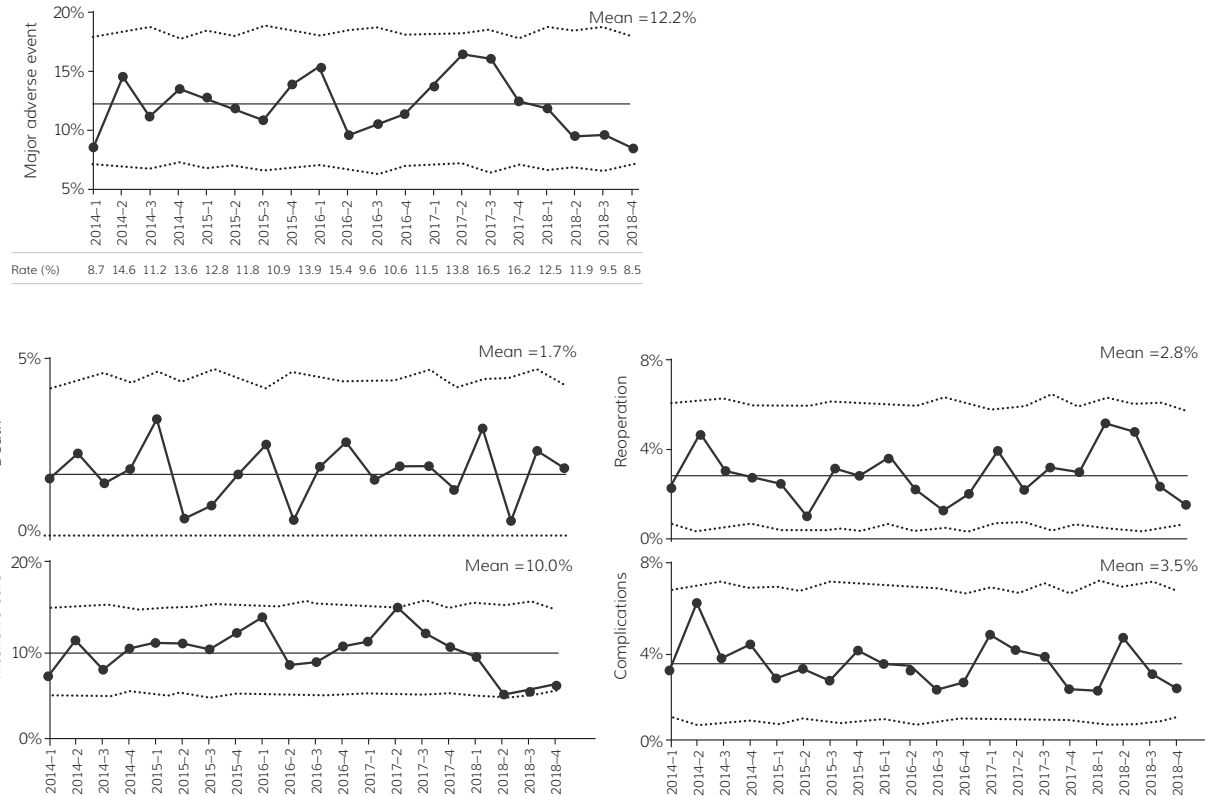 Mean =12.2%
Major adverse event
20%
15%
10%
5%
2014–1 2014–2 2014–3 2014–4 2015–1 2015–2 2015–3 2015–4 2016–1 2016–2 2016–3 2016–4 2017–1 2017–2 2017–3 2017–4 2018–1 2018–2 2018–3 2018–4
Rate (%) 8.7 14.6 11.2 13.6 12.8 11.8 10.9 13.9 15.4 9.6 10.6 11.5 13.8 16.5 16.2 12.5 11.9 9.5 8.5
Mean =1.7%
5%
0%
Mean =2.8%
Reoperation
8%
4%
0%
Mean =10.0%
20%
10%
0%
2014–1 2014–2 2014–3 2014–4 2015–1 2015–2 2015–3 2015–4 2016–1 2016–2 2016–3 2016–4 2017–1 2017–2 2017–3 2017–4 2018–1 2018–2 2018–3 2018–4
Mean =3.5%
Complications
8%
4%
0%
2014–1 2014–2 2014–3 2014–4 2015–1 2015–2 2015–3 2015–4 2016–1 2016–2 2016–3 2016–4 2017–1 2017–2 2017–3 2017–4 2018–1 2018–2 2018–3 2018–4